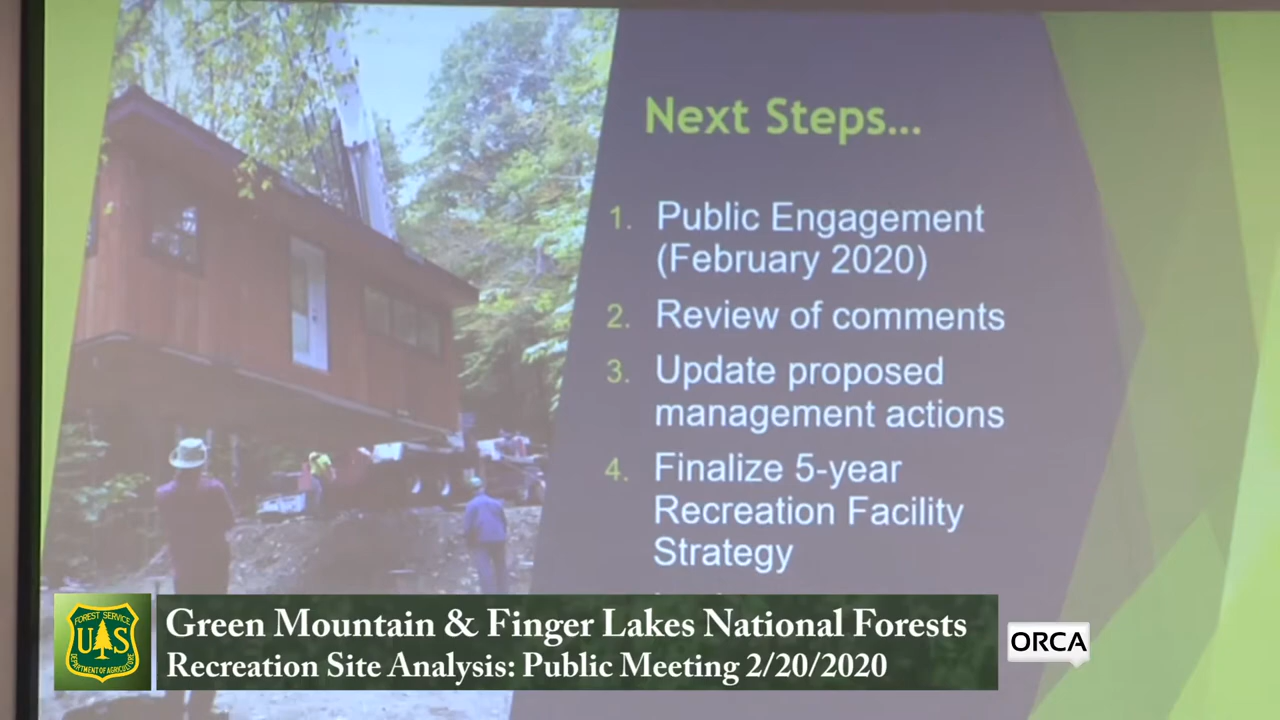 Next Steps...
1. Public Engagement
(February 2020)
2. Review of comments
3. Update proposed
management actions
4. Finalize 5-year
Recreation Facility
Strategy
FOREST SERVICE
U S
DEPARTMENT OF AGRICULTURE
Green Mountain & Finger Lakes National Forests
Recreation Site Analysis: Public Meeting 2/20/2020
ORCA